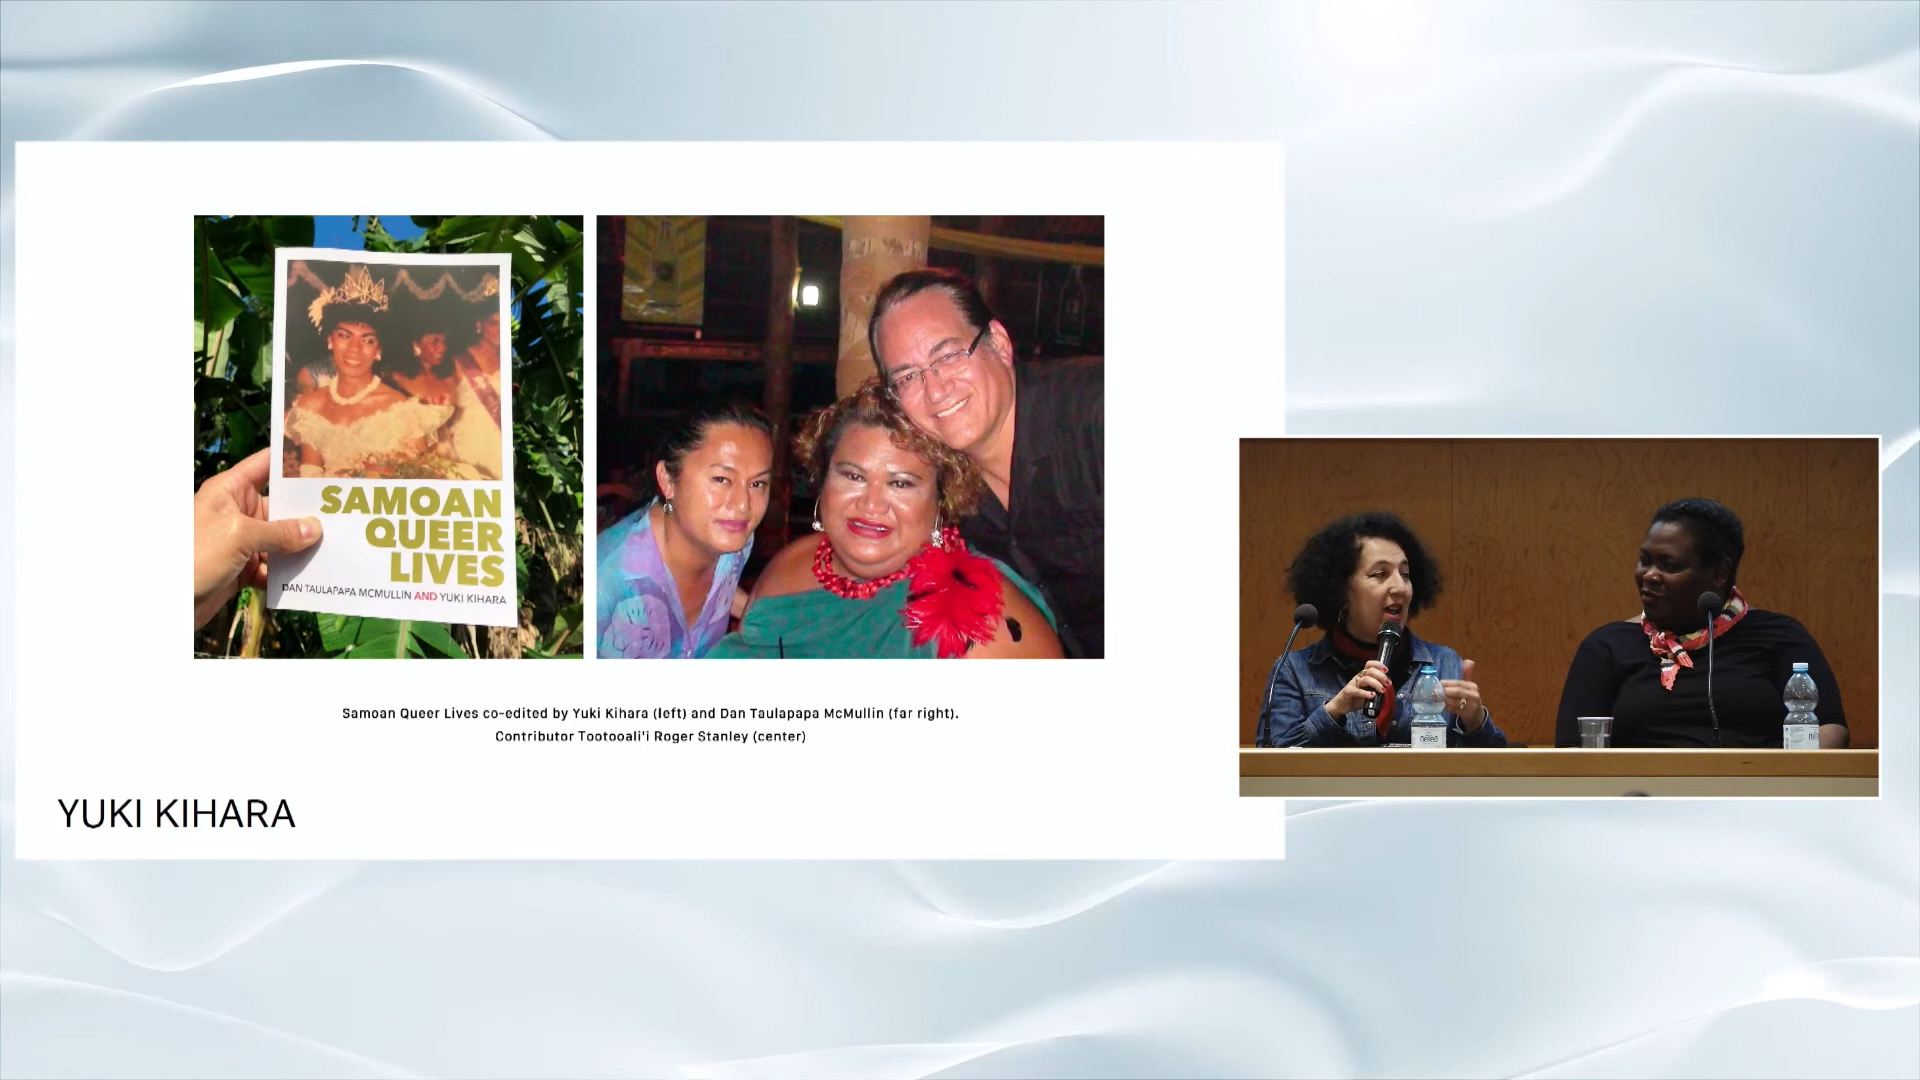 SAMOAN
QUEER
LIVES
DAN TAULAPAPA MCMULLIN AND YUKI KIHARA
Samoan Queer Lives co-edited by Yuki Kihara (left) and Dan Taulapapa McMullin (far right).
Contributor Tootooali'i Roger Stanley (center)
YUKI KIHARA